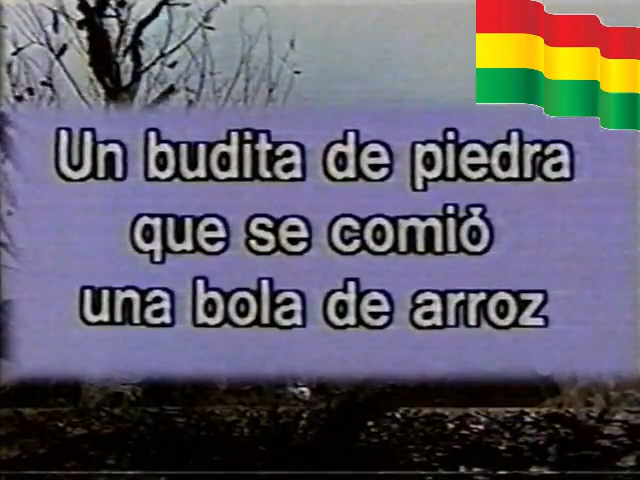 Un budita de piedra
que se comió
una bola de arroz